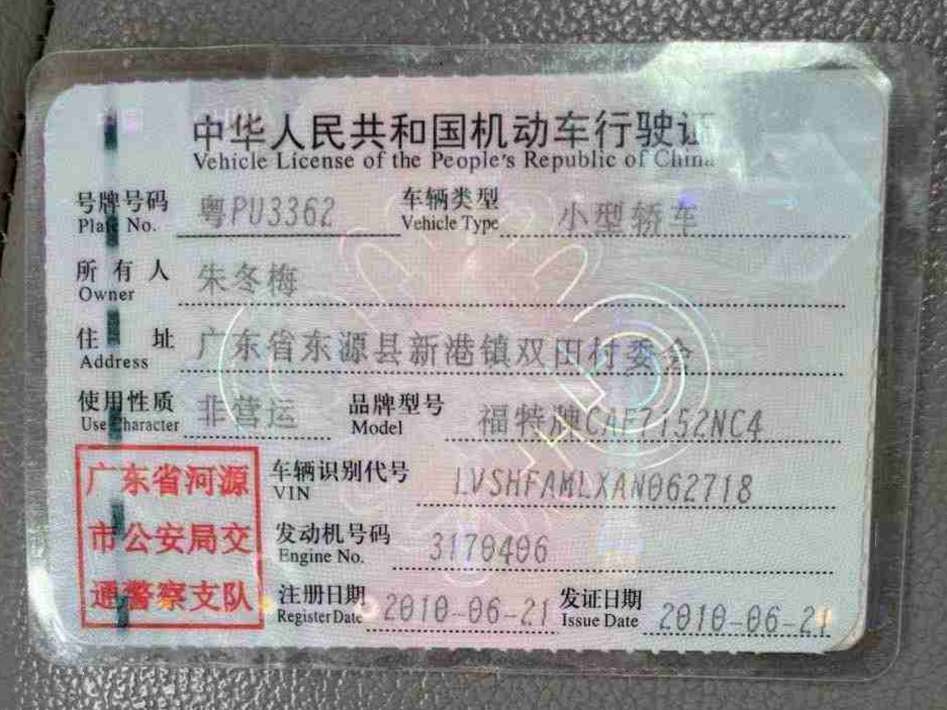 中华人民共和国机动车行驶证
Vehicle License of the People's Republic of China
号牌号码 粤PU3362 车辆类型 小型轿车
Plate No. Vehicle Type
所有人 朱冬梅
Owner
住址 广东省东源县新港镇双田村委会
Address
使用性质 非营运 品牌型号 福特牌CAF7152NC4
Use Character Model
广东省河源
市公安局交
通警察支队
车辆识别代号 LVSHFAMLXAN062718
VIN
发动机号码 3170406
Engine No.
注册日期 2010-06-21 发证日期 2010-06-21
Register Date Issue Date